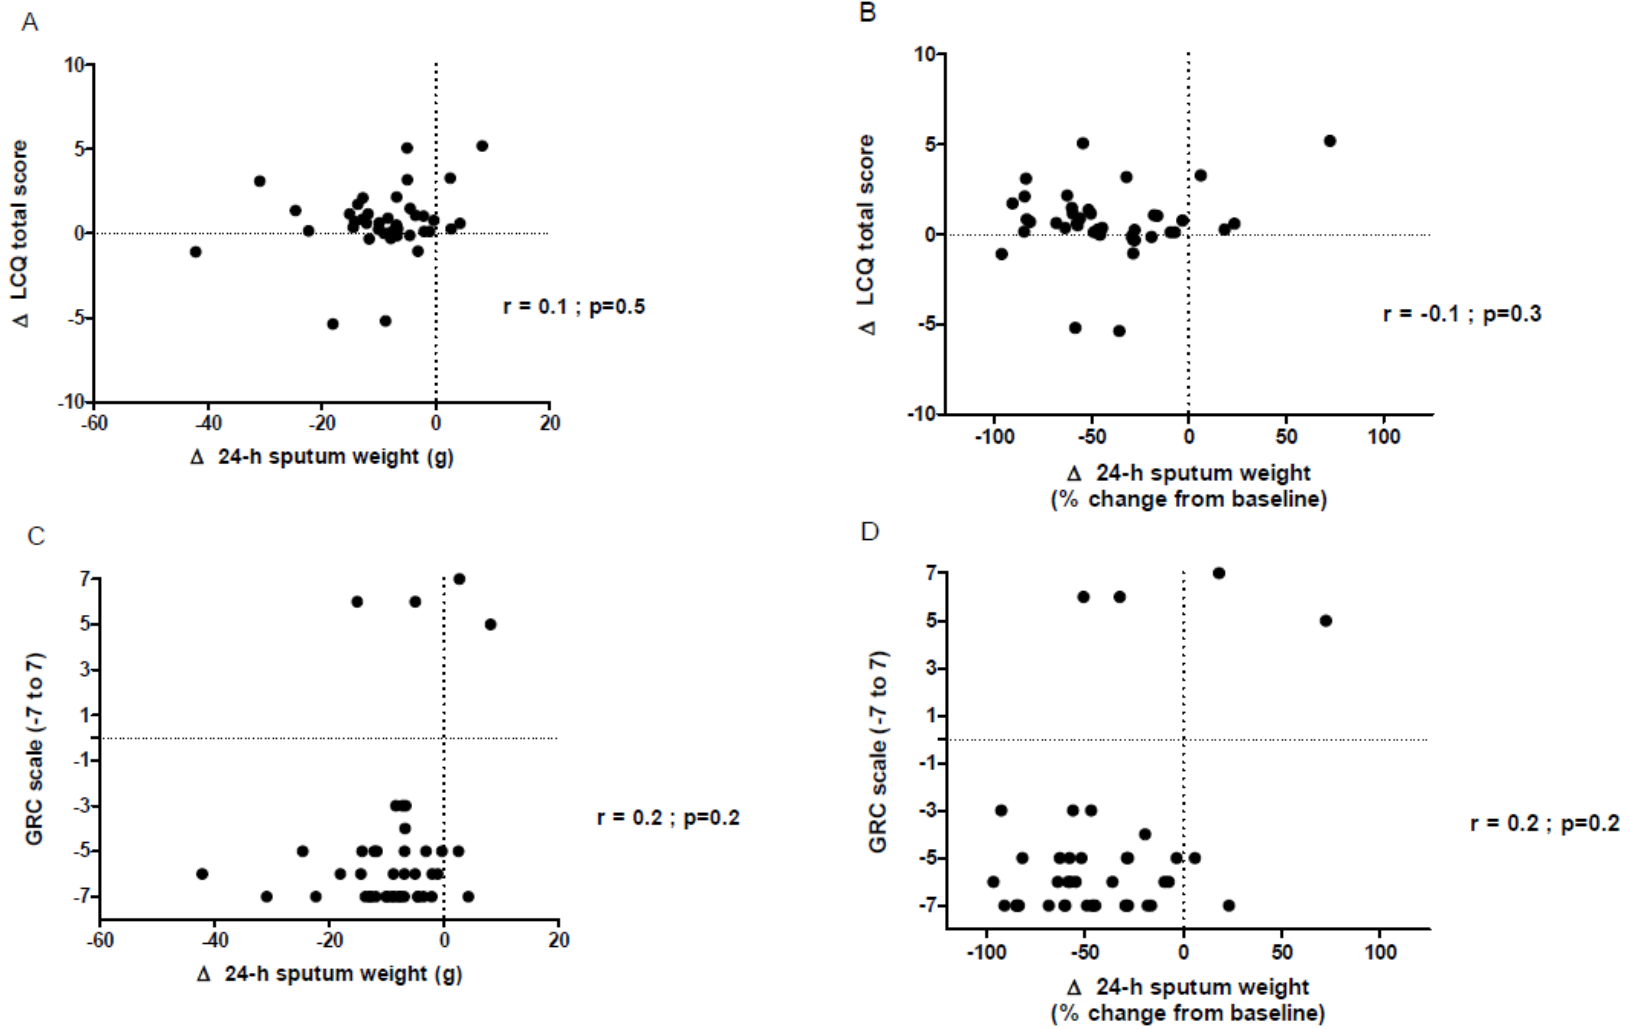 A
10
5
0
-5
-10
-60
-40
-20
0
20
Δ LCQ total score
r = 0.1 ; p=0.5
Δ 24-h sputum weight (g)
B
10
5
0
-5
-10
-100
-50
0
50
100
Δ LCQ total score
r = -0.1 ; p=0.3
Δ 24-h sputum weight
(% change from baseline)
C
7
5
3
1
-1
-3
-5
-7
-60
-40
-20
0
20
GRC scale (-7 to 7)
r = 0.2 ; p=0.2
Δ 24-h sputum weight (g)
D
7
5
3
1
-1
-3
-5
-7
-100
-50
0
50
100
GRC scale (-7 to 7)
r = 0.2 ; p=0.2
Δ 24-h sputum weight
(% change from baseline)